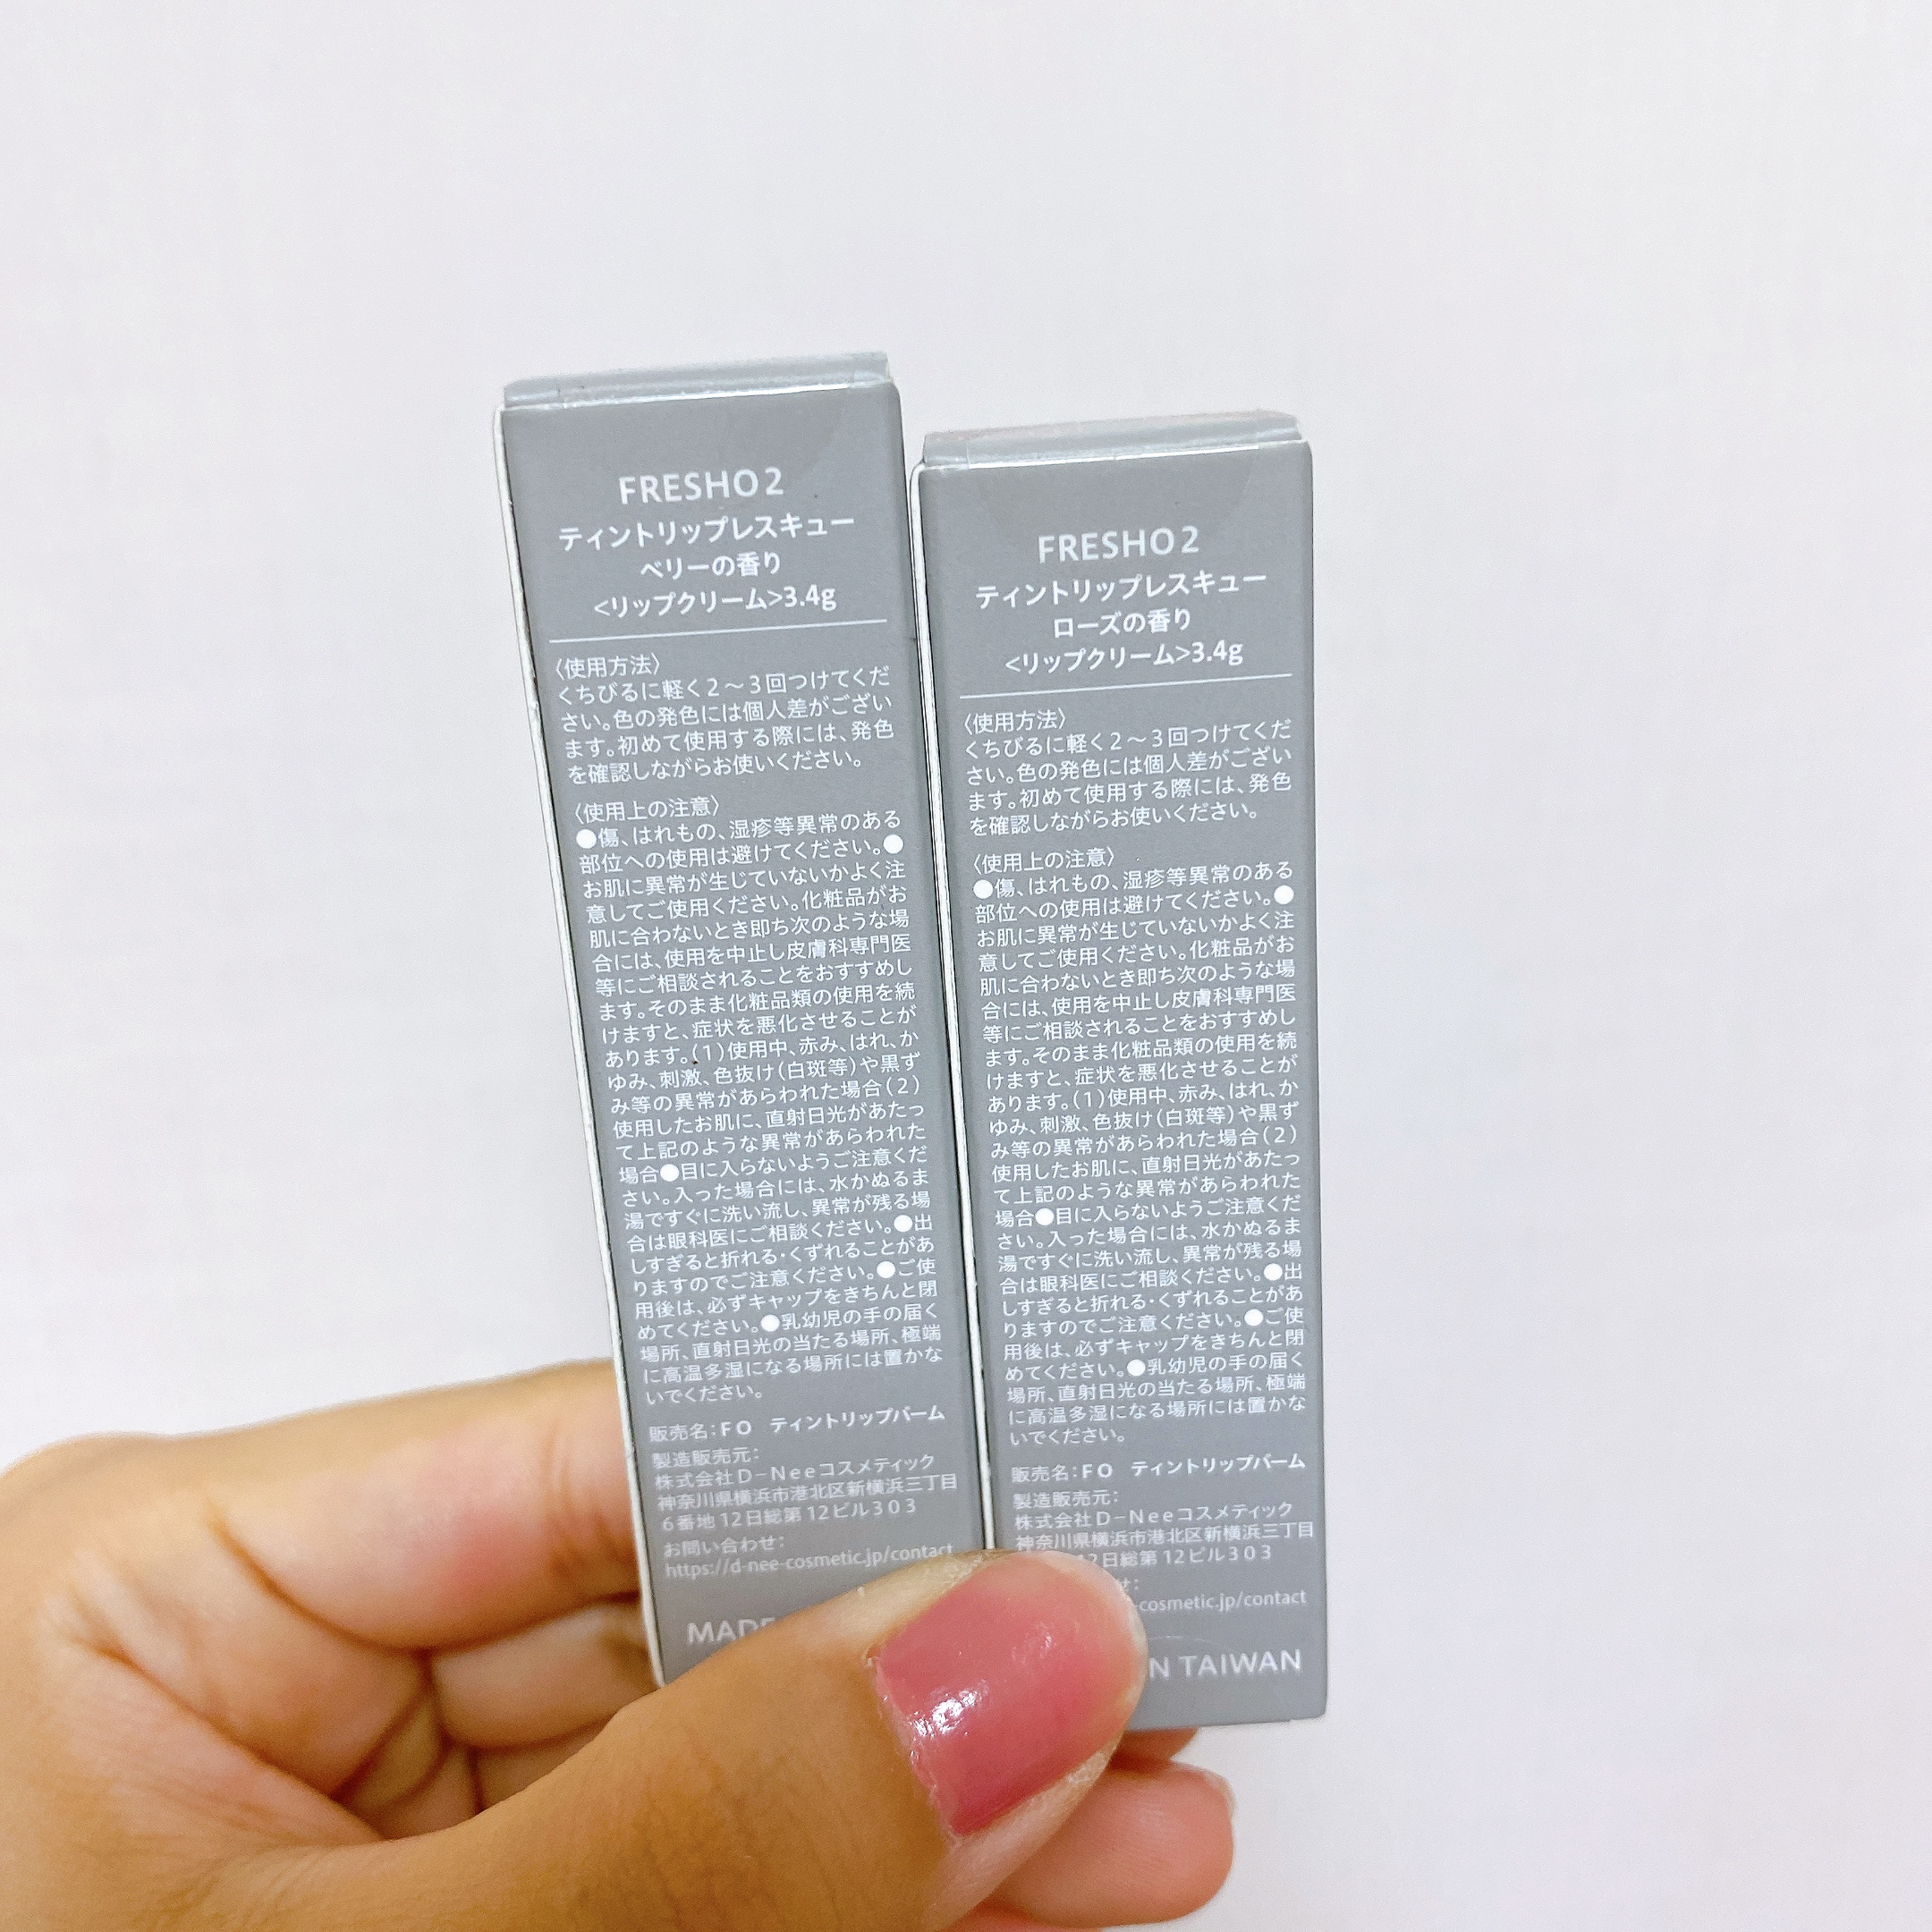 FRESHO2
ティントリップレスキュー
ベリーの香り
<リップクリーム>3.4g
〈使用方法〉
くちびるに軽く2～3回つけてくだ
さい。色の発色には個人差がござい
ます。初めて使用する際には、発色
を確認しながらお使いください。
〈使用上の注意〉
●傷、はれもの、湿疹等異常のある
部位への使用は避けてください。●
お肌に異常が生じていないかよく注
意してご使用ください。化粧品がお
肌に合わないとき即ち次のような場
合には、使用を中止し皮膚科専門医
等にご相談されることをおすすめし
ます。そのまま化粧品類の使用を続
けますと、症状を悪化させることが
あります。(1)使用中、赤み、はれ、か
ゆみ、刺激、色抜け(白斑等)や黒ず
み等の異常があらわれた場合(2)
使用したお肌に、直射日光があたっ
て上記のような異常があらわれた
場合●目に入らないようご注意くだ
さい。入った場合には、水かぬるま
湯ですぐに洗い流し、異常が残る場
合は眼科医にご相談ください。●出
しすぎると折れる・くずれることがあ
りますのでご注意ください。●ご使
用後は、必ずキャップをきちんと閉
めてください。●乳幼児の手の届く
場所、直射日光の当たる場所、極端
に高温多湿になる場所には置かな
いでください。
販売名：FO ティントリップバーム
製造販売元：
株式会社D-Neeコスメティック
神奈川県横浜市港北区新横浜三丁目
6番地12日総第12ビル303
お問い合わせ：
https://d-nee-cosmetic.jp/contact
MADE
FRESHO2
ティントリップレスキュー
ローズの香り
<リップクリーム>3.4g
〈使用方法〉
くちびるに軽く2～3回つけてくだ
さい。色の発色には個人差がござい
ます。初めて使用する際には、発色
を確認しながらお使いください。
〈使用上の注意〉
●傷、はれもの、湿疹等異常のある
部位への使用は避けてください。●
お肌に異常が生じていないかよく注
意してご使用ください。化粧品がお
肌に合わないとき即ち次のような場
合には、使用を中止し皮膚科専門医
等にご相談されることをおすすめし
ます。そのまま化粧品類の使用を続
けますと、症状を悪化させることが
あります。(1)使用中、赤み、はれ、か
ゆみ、刺激、色抜け(白斑等)や黒ず
み等の異常があらわれた場合(2)
使用したお肌に、直射日光があたっ
て上記のような異常があらわれた
場合●目に入らないようご注意くだ
さい。入った場合には、水かぬるま
湯ですぐに洗い流し、異常が残る場
合は眼科医にご相談ください。●出
しすぎると折れる・くずれることがあ
りますのでご注意ください。●ご使
用後は、必ずキャップをきちんと閉
めてください。●乳幼児の手の届く
場所、直射日光の当たる場所、極端
に高温多湿になる場所には置かな
いでください。
販売名：FO ティントリップバーム
製造販売元：
株式会社D-Neeコスメティック
神奈川県横浜市港北区新横浜三丁目
2日総第12ビル303
せ：
-cosmetic.jp/contact
N TAIWAN